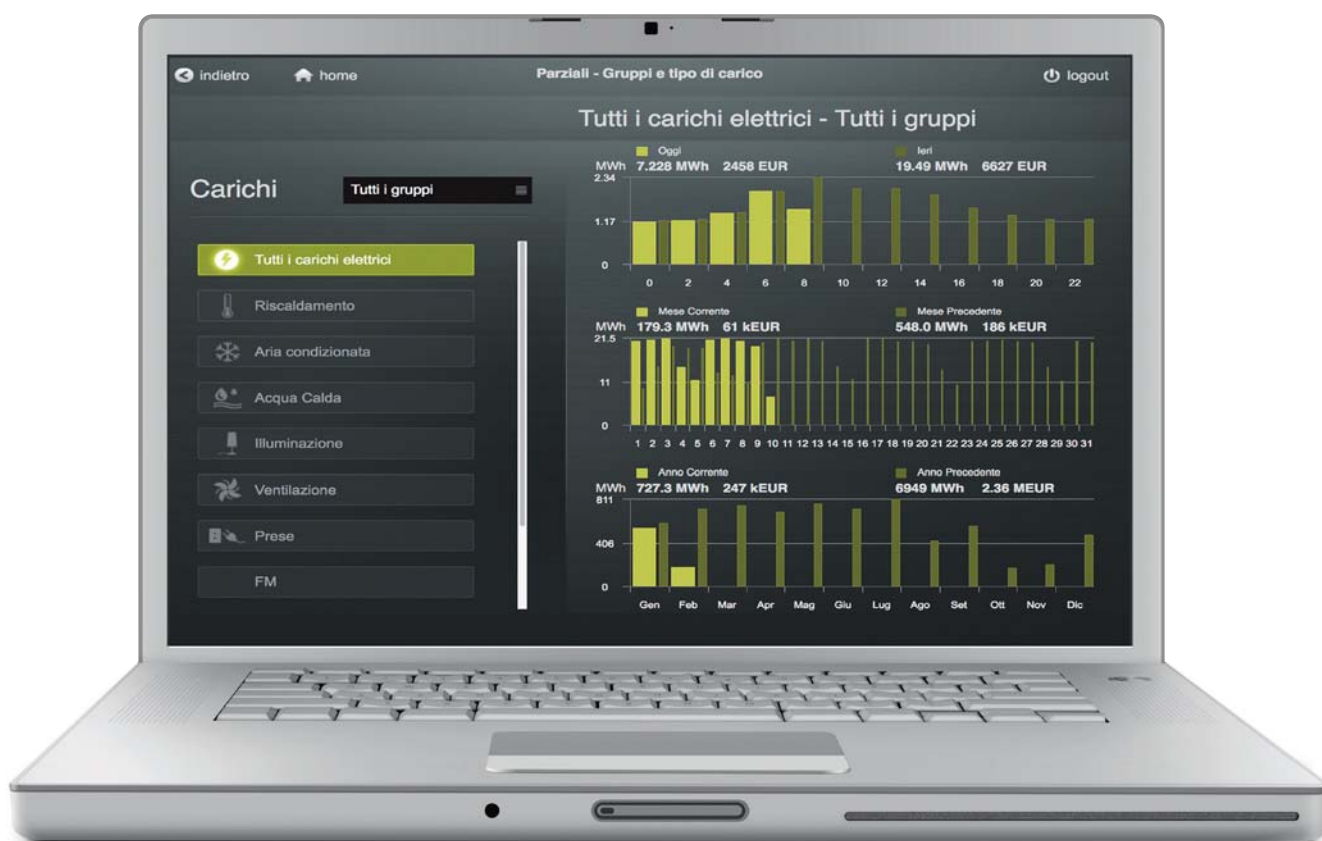 indietro
home
Parziali - Gruppi e tipo di carico
logout
Tutti i carichi elettrici - Tutti i gruppi
Carichi
Tutti i gruppi
Tutti i carichi elettrici
Riscaldamento
Aria condizionata
Acqua Calda
Illuminazione
Ventilazione
Prese
FM
Oggi
Ieri
MWh 7.228 MWh 2458 EUR
19.49 MWh 6627 EUR
2.34
1.17
0
0 2 4 6 8 10 12 14 16 18 20 22
Mese Corrente
Mese Precedente
MWh 179.3 MWh 61 kEUR
548.0 MWh 186 kEUR
21.5
11
0
1 2 3 4 5 6 7 8 9 10 11 12 13 14 15 16 17 18 19 20 21 22 23 24 25 26 27 28 29 30 31
Anno Corrente
Anno Precedente
MWh 727.3 MWh 247 kEUR
6949 MWh 2.36 MEUR
811
406
0
Gen Feb Mar Apr Mag Giu Lug Ago Set Ott Nov Dic